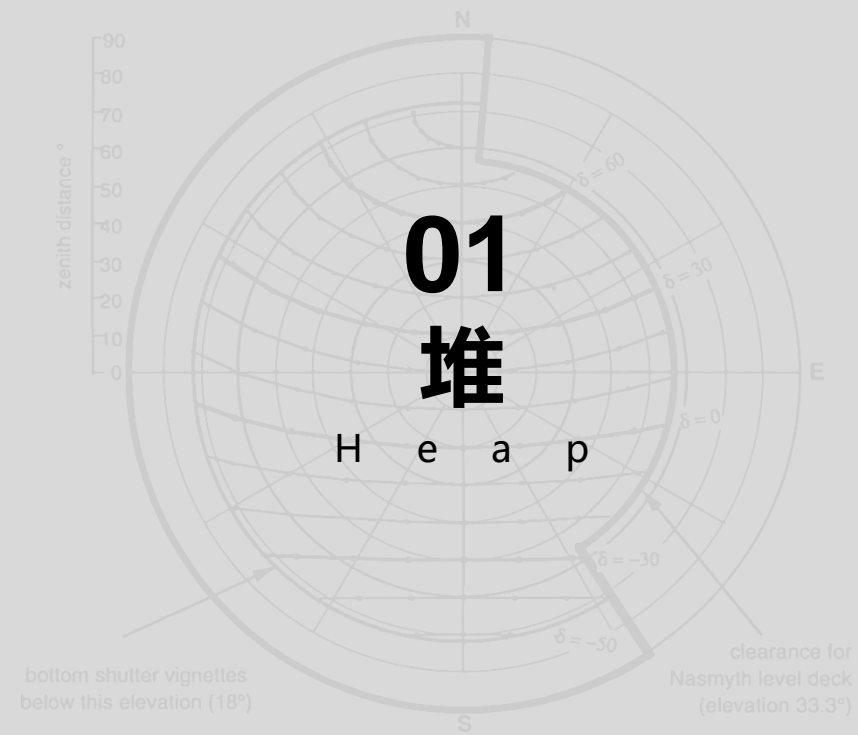 N
90
80
70
60
50
40
30
20
10
0
zenith distance °
δ = 60
δ = 30
01
堆
H e a p
E
δ = 0
δ = −30
δ = −50
bottom shutter vignettes
below this elevation (18°)
clearance for
Nasmyth level deck
(elevation 33.3°)
S